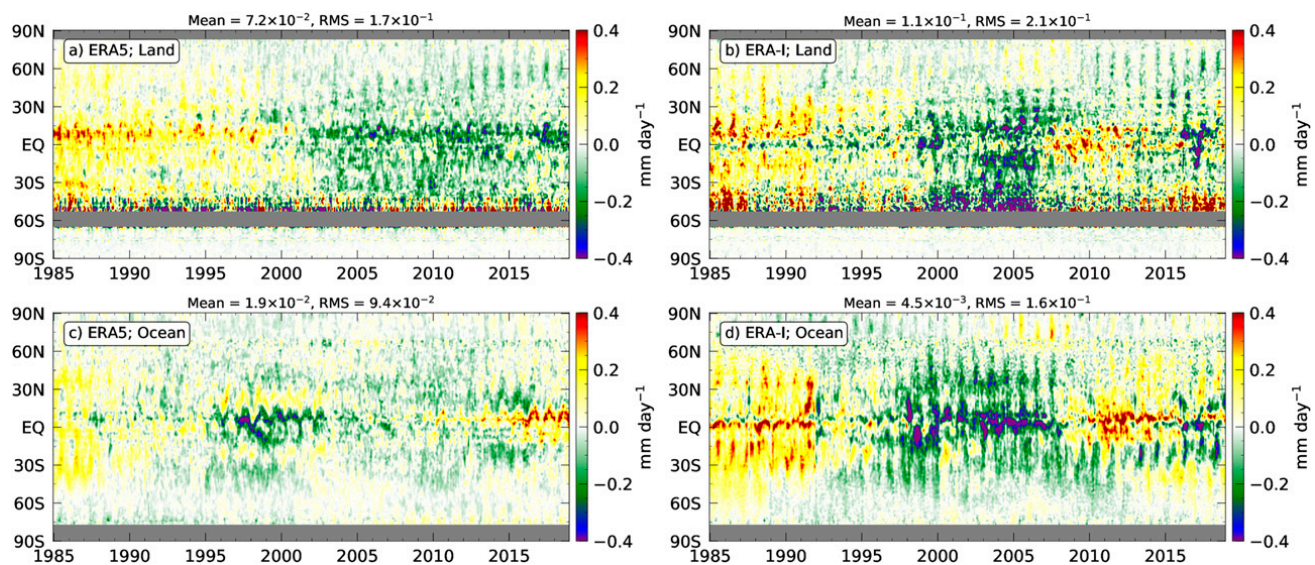 Mean = 7.2×10⁻², RMS = 1.7×10⁻¹
Mean = 1.1×10⁻¹, RMS = 2.1×10⁻¹
a) ERA5; Land
b) ERA-I; Land
90N
60N
30N
EQ
30S
60S
90S
1985 1990 1995 2000 2005 2010 2015
0.4
0.2
0.0
−0.2
−0.4
mm day⁻¹
90N
60N
30N
EQ
30S
60S
90S
1985 1990 1995 2000 2005 2010 2015
0.4
0.2
0.0
−0.2
−0.4
mm day⁻¹
Mean = 1.9×10⁻², RMS = 9.4×10⁻²
Mean = 4.5×10⁻³, RMS = 1.6×10⁻¹
c) ERA5; Ocean
d) ERA-I; Ocean
90N
60N
30N
EQ
30S
60S
90S
1985 1990 1995 2000 2005 2010 2015
0.4
0.2
0.0
−0.2
−0.4
mm day⁻¹
90N
60N
30N
EQ
30S
60S
90S
1985 1990 1995 2000 2005 2010 2015
0.4
0.2
0.0
−0.2
−0.4
mm day⁻¹